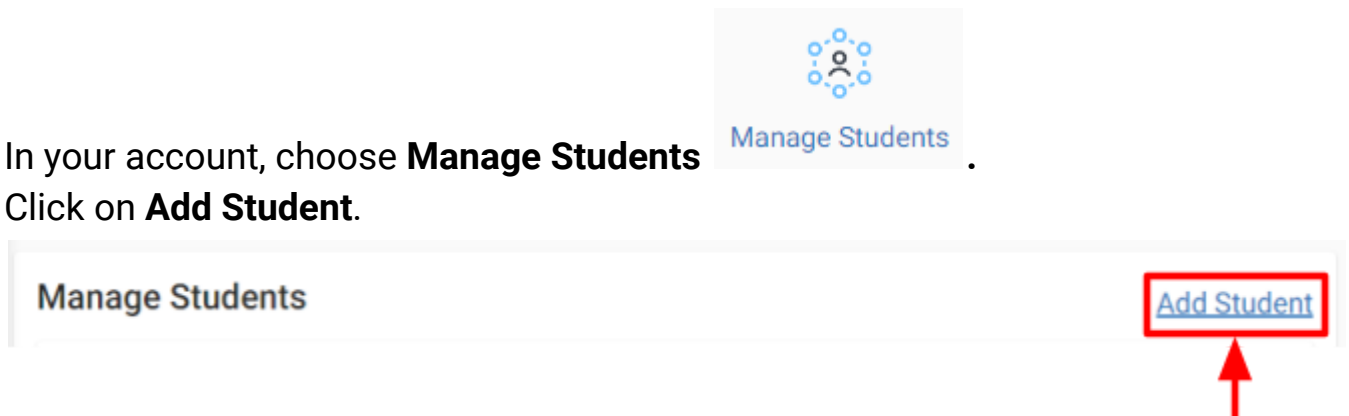 In your account, choose Manage Students Manage Students .
Click on Add Student.
Manage Students Add Student